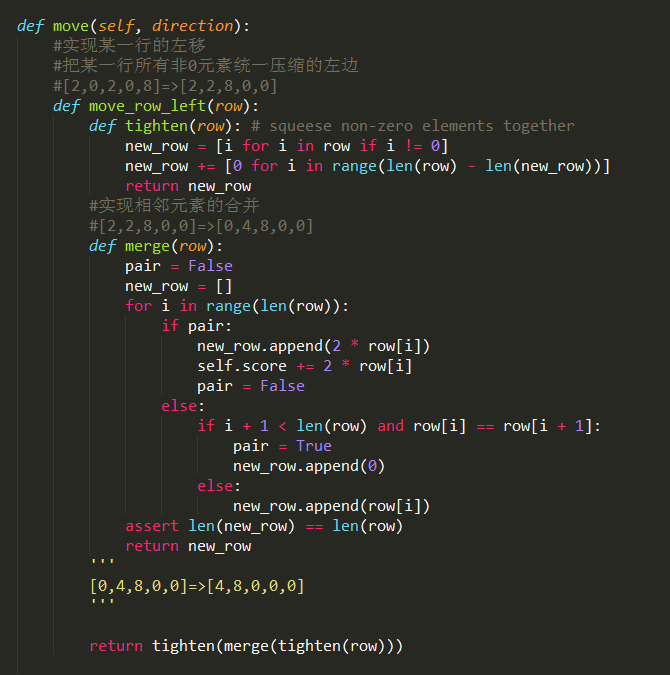 def move(self, direction):
    #实现某一行的左移
    #把某一行所有非0元素统一压缩的左边
    #[2,0,2,0,8]=>[2,2,8,0,0]
    def move_row_left(row):
        def tighten(row): # squeese non-zero elements together
            new_row = [i for i in row if i != 0]
            new_row += [0 for i in range(len(row) - len(new_row))]
            return new_row
        #实现相邻元素的合并
        #[2,2,8,0,0]=>[0,4,8,0,0]
        def merge(row):
            pair = False
            new_row = []
            for i in range(len(row)):
                if pair:
                    new_row.append(2 * row[i])
                    self.score += 2 * row[i]
                    pair = False
                else:
                    if i + 1 < len(row) and row[i] == row[i + 1]:
                        pair = True
                        new_row.append(0)
                    else:
                        new_row.append(row[i])
            assert len(new_row) == len(row)
            return new_row
        '''
        [0,4,8,0,0]=>[4,8,0,0,0]
        '''
        return tighten(merge(tighten(row)))